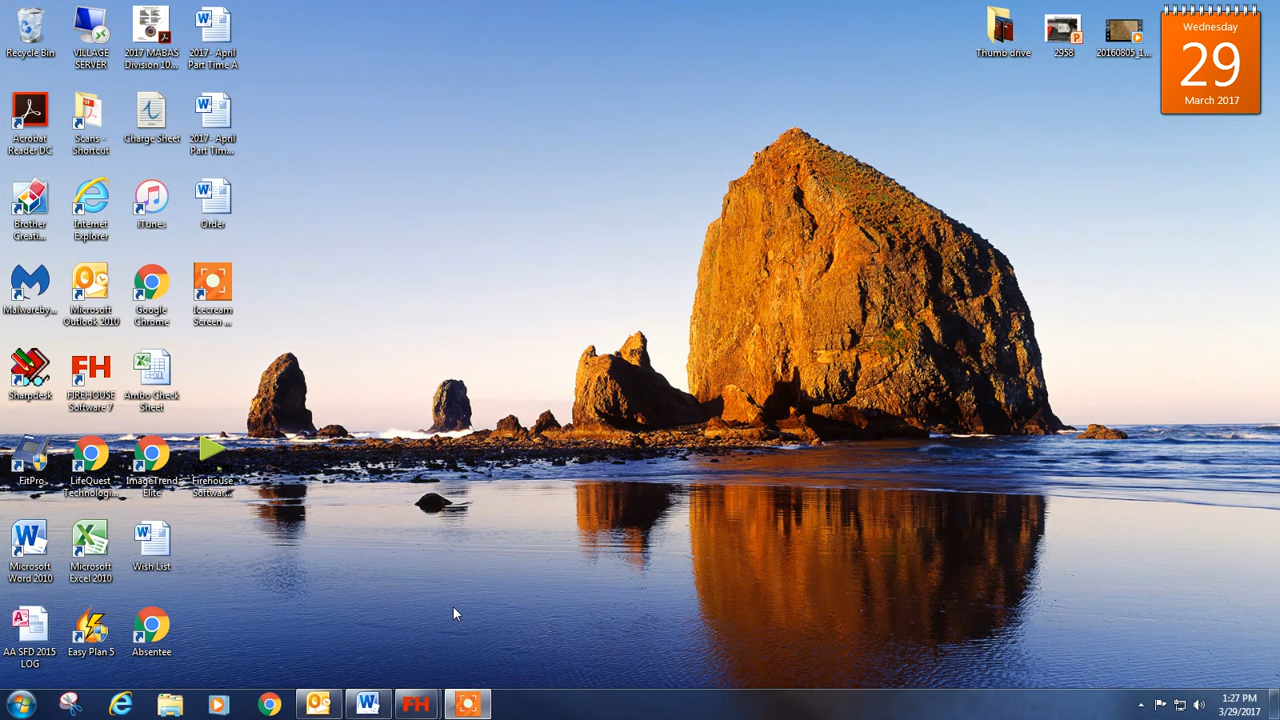 Recycle Bin
VILLAGE
SERVER
2017 MABAS
Division 10...
2017- April
Part Time A
Thumb drive
2958
20160805_1...
Wednesday
29
March 2017
Acrobat
Reader DC
Scans -
Shortcut
Charge Sheet
2017- April
Part Tim...
Brother
Creati...
Internet
Explorer
iTunes
Order
Malwareby...
Microsoft
Outlook 2010
Google
Chrome
Icecream
Screen ...
Sharpdesk
FH
FIREHOUSE
Software 7
Ambo Check
Sheet
FitPro
LifeQuest
Technologi...
ImageTrend
Elite
Firehouse
Softwar...
Microsoft
Word 2010
Microsoft
Excel 2010
Wish List
AA SFD 2015
LOG
Easy Plan 5
Absentee
FH
1:27 PM
3/29/2017